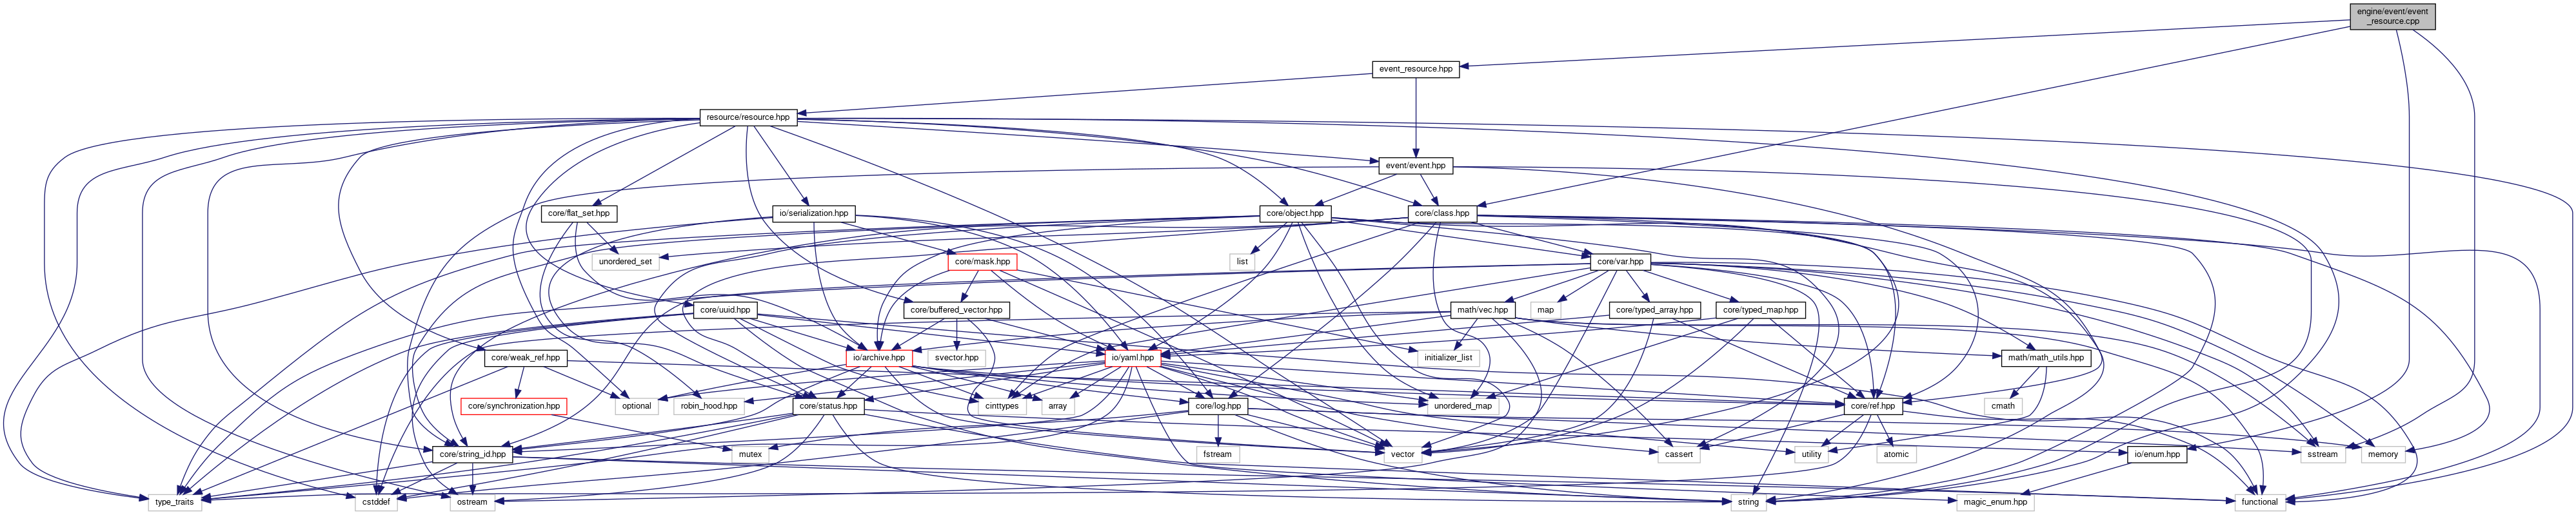 engine/event/event
_resource.cpp
event_resource.hpp
resource/resource.hpp
event/event.hpp
core/flat_set.hpp
io/serialization.hpp
core/object.hpp
core/class.hpp
unordered_set
list
core/mask.hpp
core/var.hpp
core/uuid.hpp
core/buffered_vector.hpp
math/vec.hpp
map
core/typed_array.hpp
core/typed_map.hpp
core/weak_ref.hpp
io/archive.hpp
svector.hpp
io/yaml.hpp
initializer_list
math/math_utils.hpp
core/synchronization.hpp
optional
robin_hood.hpp
core/status.hpp
cinttypes
array
core/log.hpp
unordered_map
core/ref.hpp
cmath
core/string_id.hpp
mutex
fstream
vector
cassert
utility
atomic
io/enum.hpp
sstream
memory
type_traits
cstddef
ostream
string
magic_enum.hpp
functional